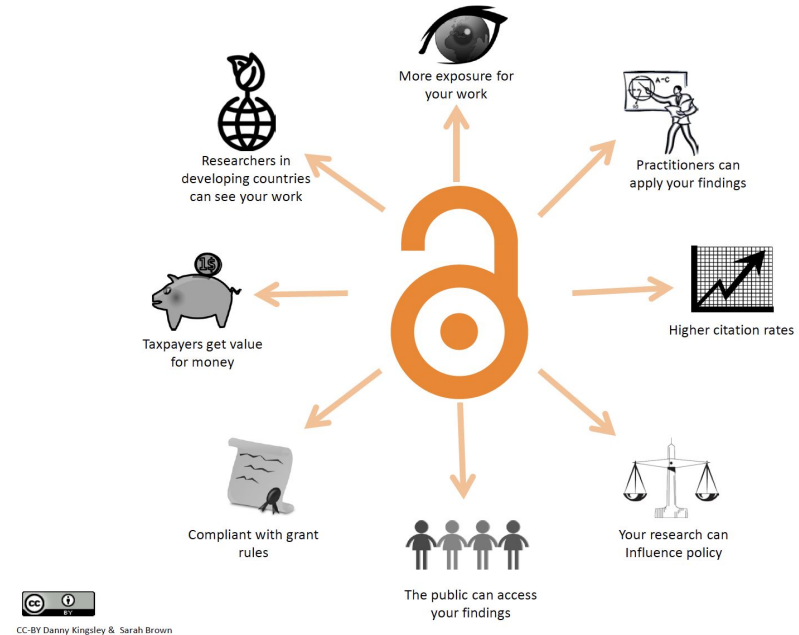 More exposure for
your work
A-C
Practitioners can
apply your findings
Higher citation rates
Your research can
Influence policy
The public can access
your findings
Compliant with grant
rules
1$
Taxpayers get value
for money
Researchers in
developing countries
can see your work
cc
BY
CC-BY Danny Kingsley & Sarah Brown